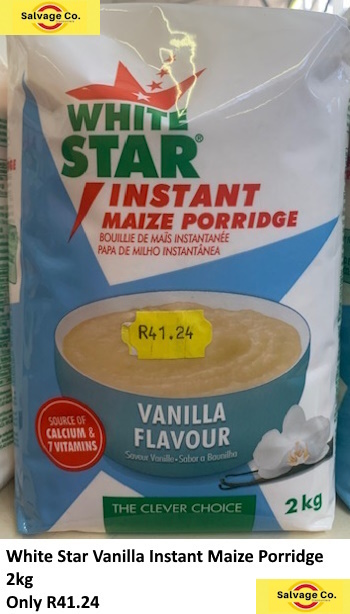 Salvage Co.
WHITE
STAR®
INSTANT
MAIZE PORRIDGE
BOUILLIE DE MAÏS INSTANTANÉE
PAPA DE MILHO INSTANTÂNEA
R41.24
VANILLA
FLAVOUR
Saveur Vanille • Sabor a Baunilha
SOURCE OF
CALCIUM &
7 VITAMINS
THE CLEVER CHOICE
2kg
White Star Vanilla Instant Maize Porridge
2kg
Only R41.24
Salvage Co.